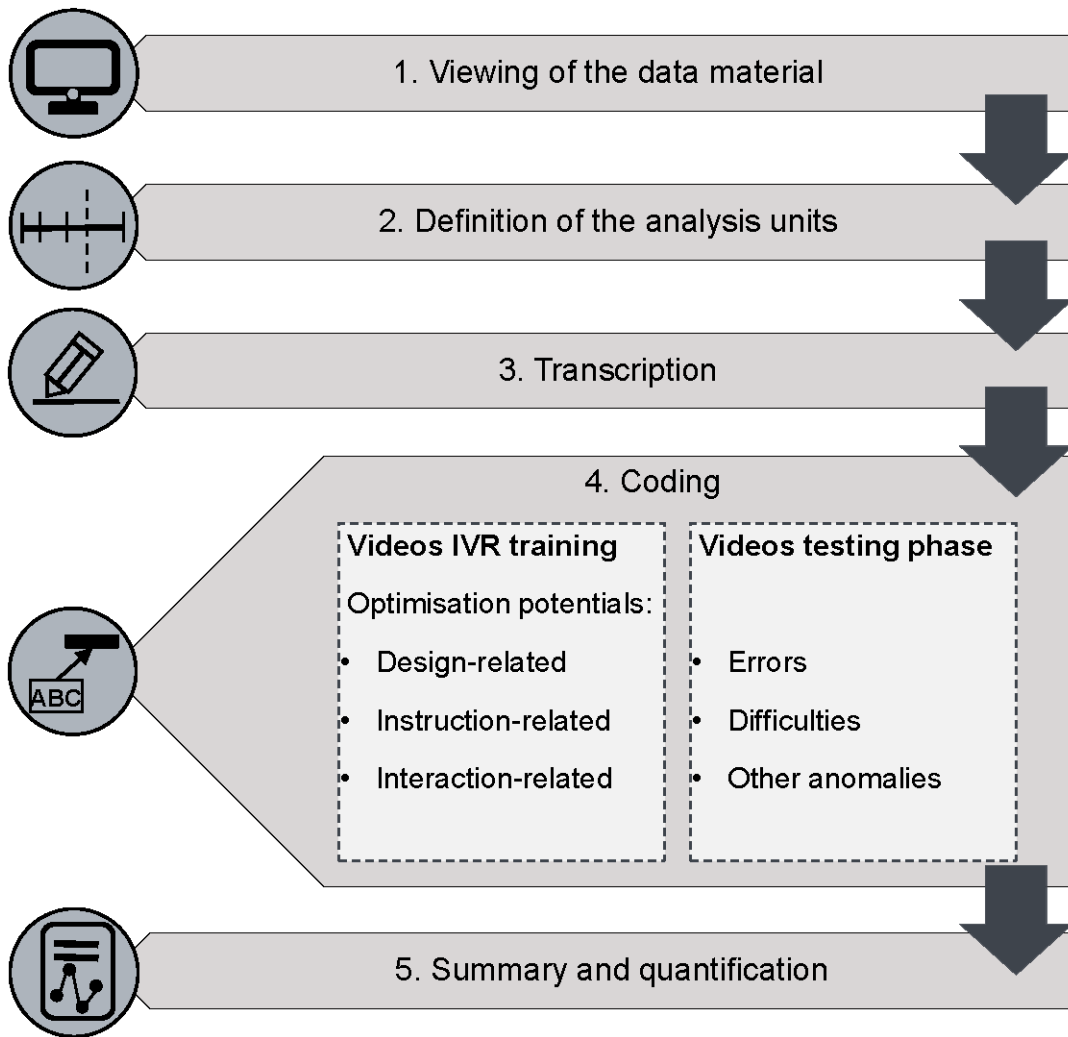 1. Viewing of the data material
2. Definition of the analysis units
3. Transcription
4. Coding
Videos IVR training
Optimisation potentials:
• Design-related
• Instruction-related
• Interaction-related
Videos testing phase
• Errors
• Difficulties
• Other anomalies
ABC
5. Summary and quantification